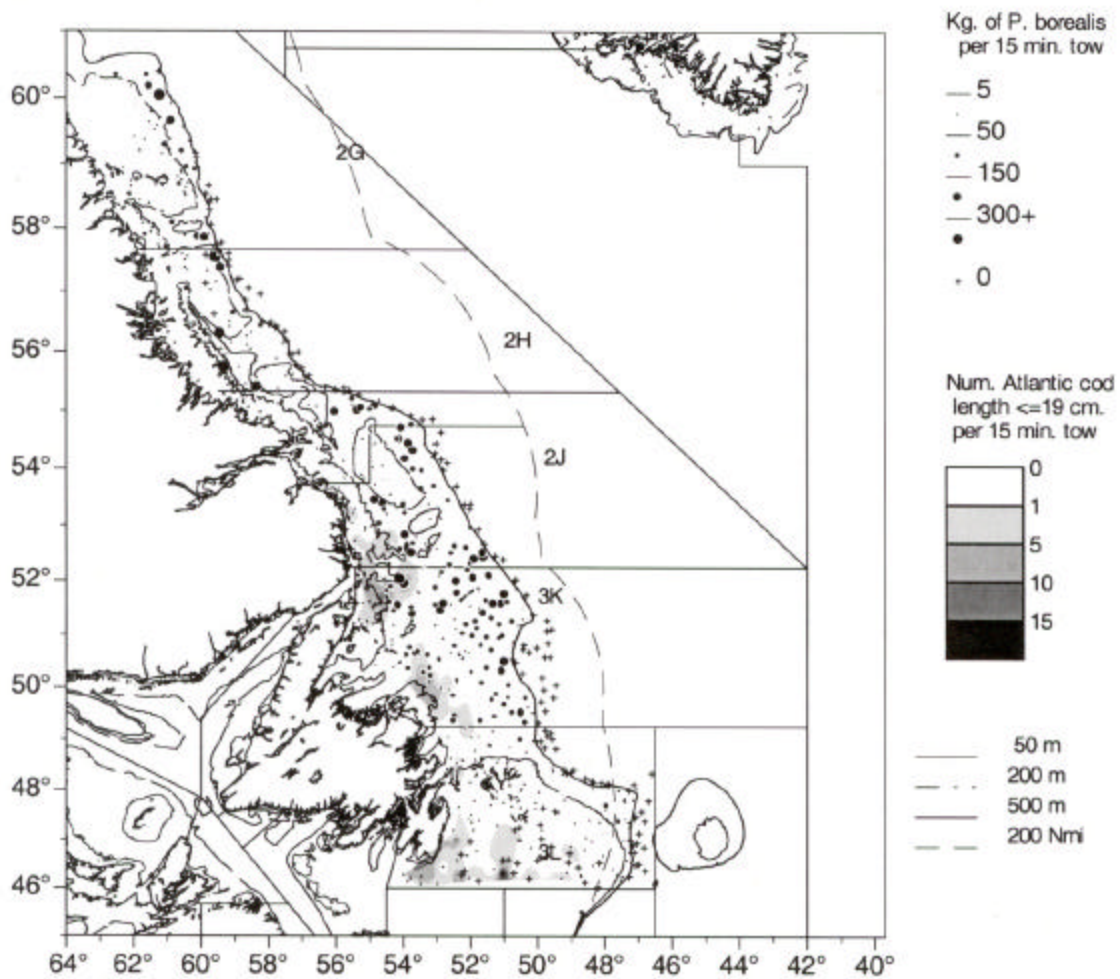 Kg. of P. borealis
per 15 min. tow
5
50
150
300+
0
60°
58°
56°
54°
52°
50°
48°
46°
2G
2H
2J
3K
3L
Num. Atlantic cod
length <=19 cm.
per 15 min. tow
0
1
5
10
15
50 m
200 m
500 m
200 Nmi
64° 62° 60° 58° 56° 54° 52° 50° 48° 46° 44° 42° 40°